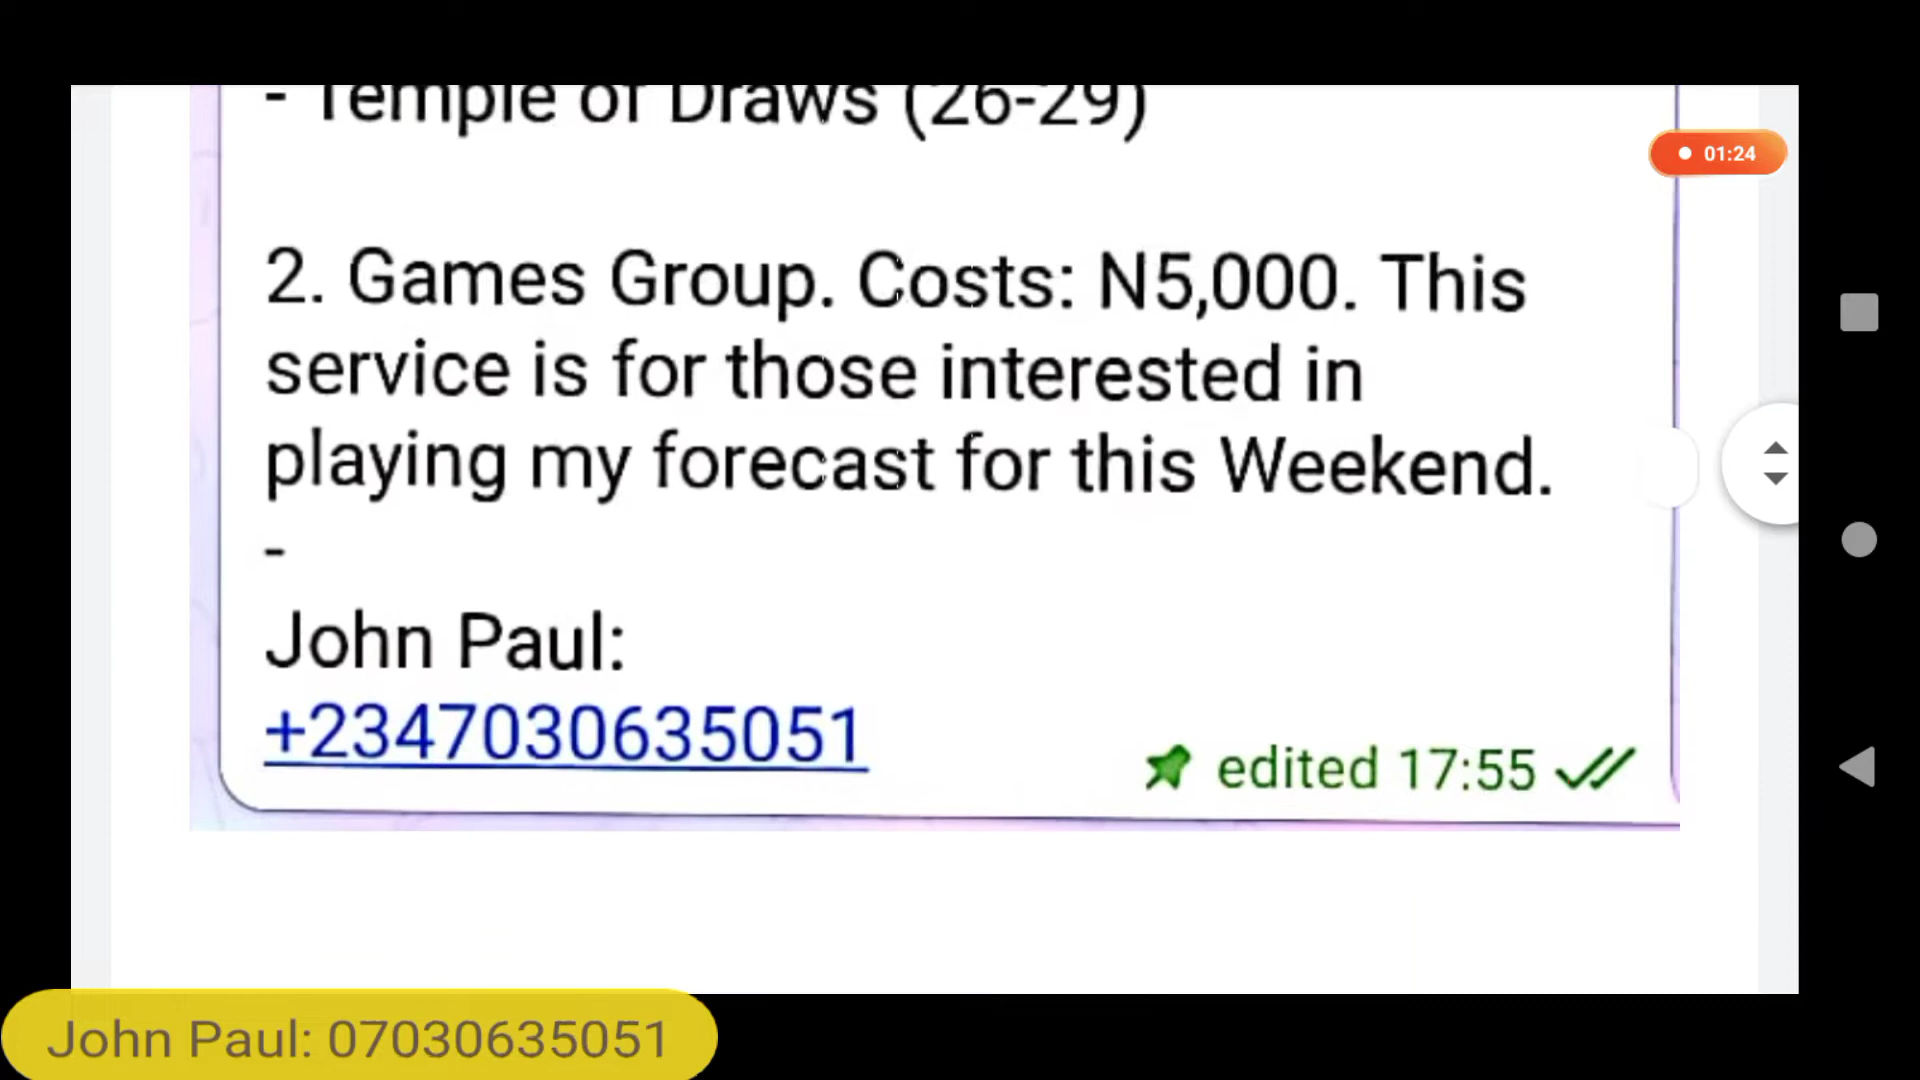 - Temple of Draws (26-29)
01:24
2. Games Group. Costs: N5,000. This
service is for those interested in
playing my forecast for this Weekend.
-
John Paul:
+2347030635051
edited 17:55
John Paul: 07030635051